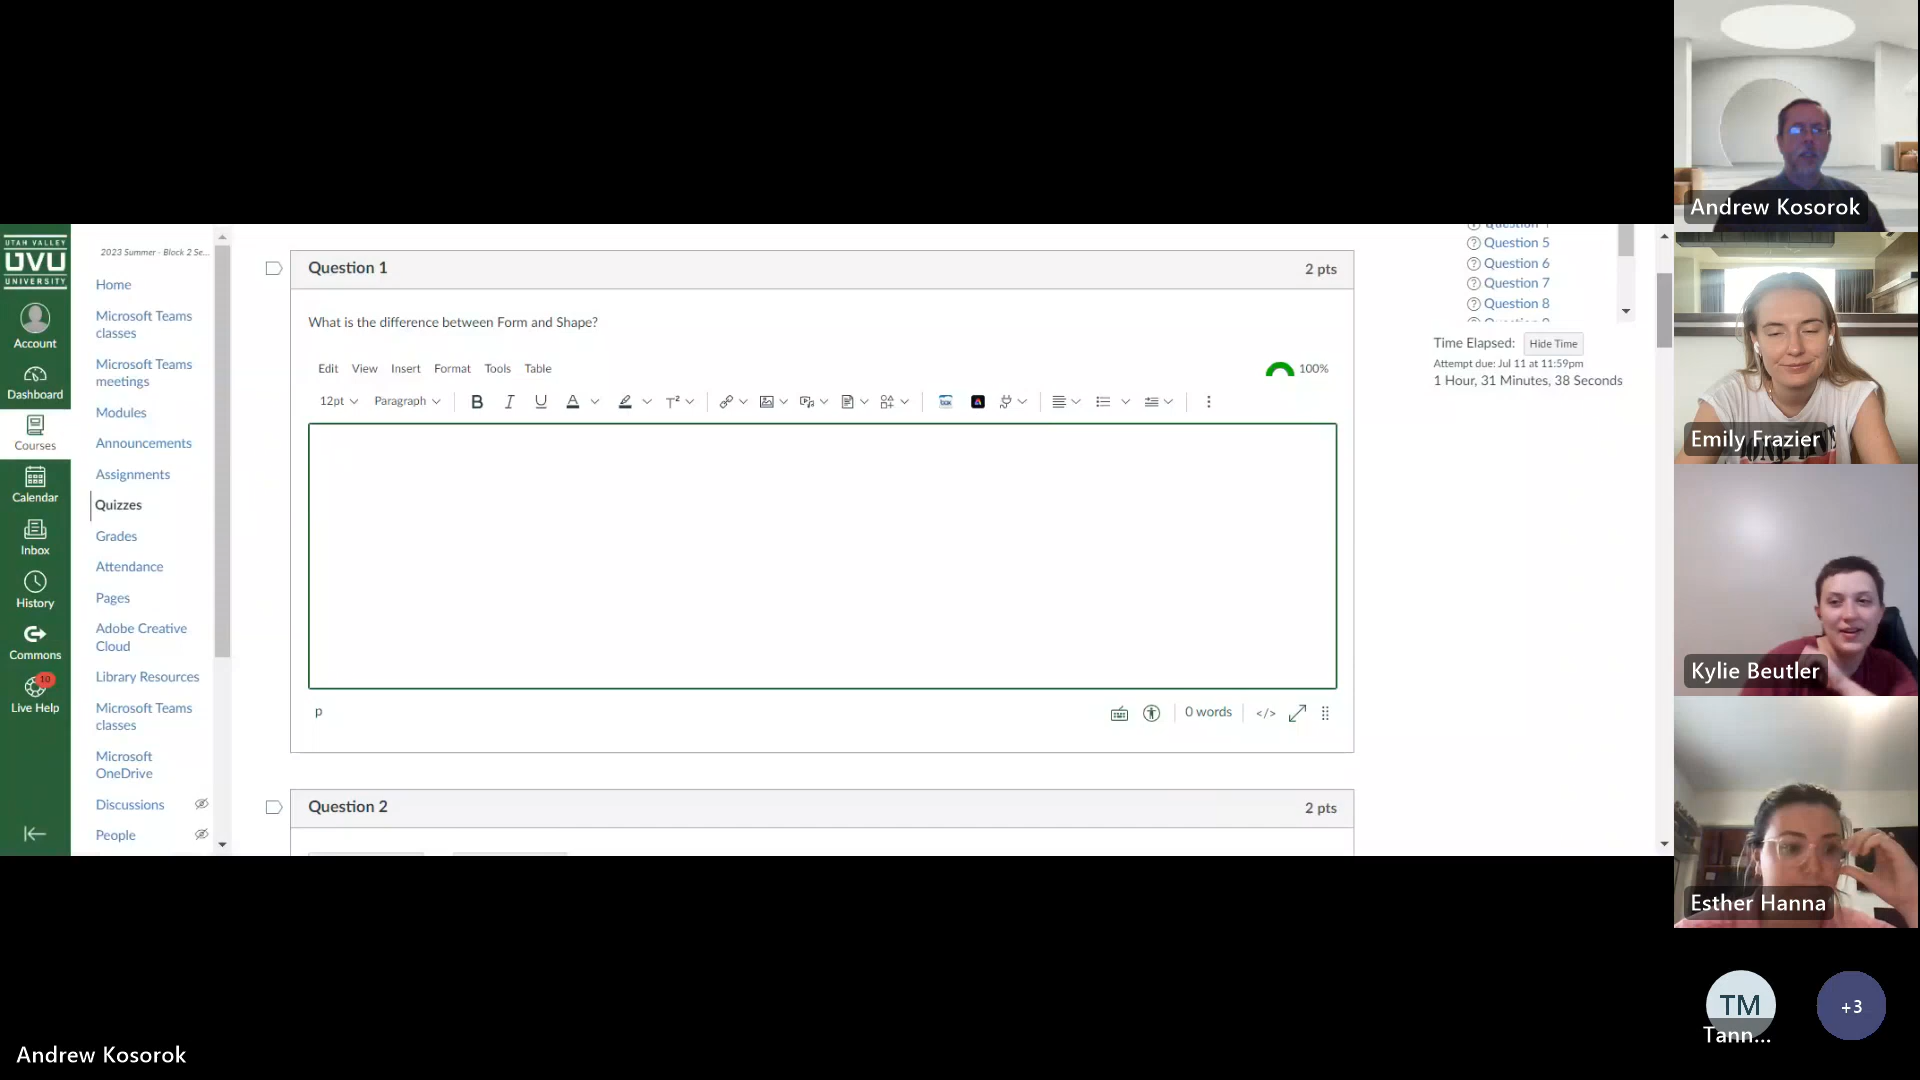 UTAH VALLEY
UVU
UNIVERSITY
Account
Dashboard
Courses
Calendar
Inbox
History
Commons
10
Live Help
2023 Summer - Block 2 Se...
Home
Microsoft Teams
classes
Microsoft Teams
meetings
Modules
Announcements
Assignments
Quizzes
Grades
Attendance
Pages
Adobe Creative
Cloud
Library Resources
Microsoft Teams
classes
Microsoft
OneDrive
Discussions
People
Question 1
2 pts
What is the difference between Form and Shape?
Edit View Insert Format Tools Table
100%
12pt Paragraph B I U A T²
p
0 words </>
Question 2
2 pts
Question 5
Question 6
Question 7
Question 8
Time Elapsed: Hide Time
Attempt due: Jul 11 at 11:59pm
1 Hour, 31 Minutes, 38 Seconds
Andrew Kosorok
Emily Frazier
Kylie Beutler
Esther Hanna
TM
Tann...
+3
Andrew Kosorok